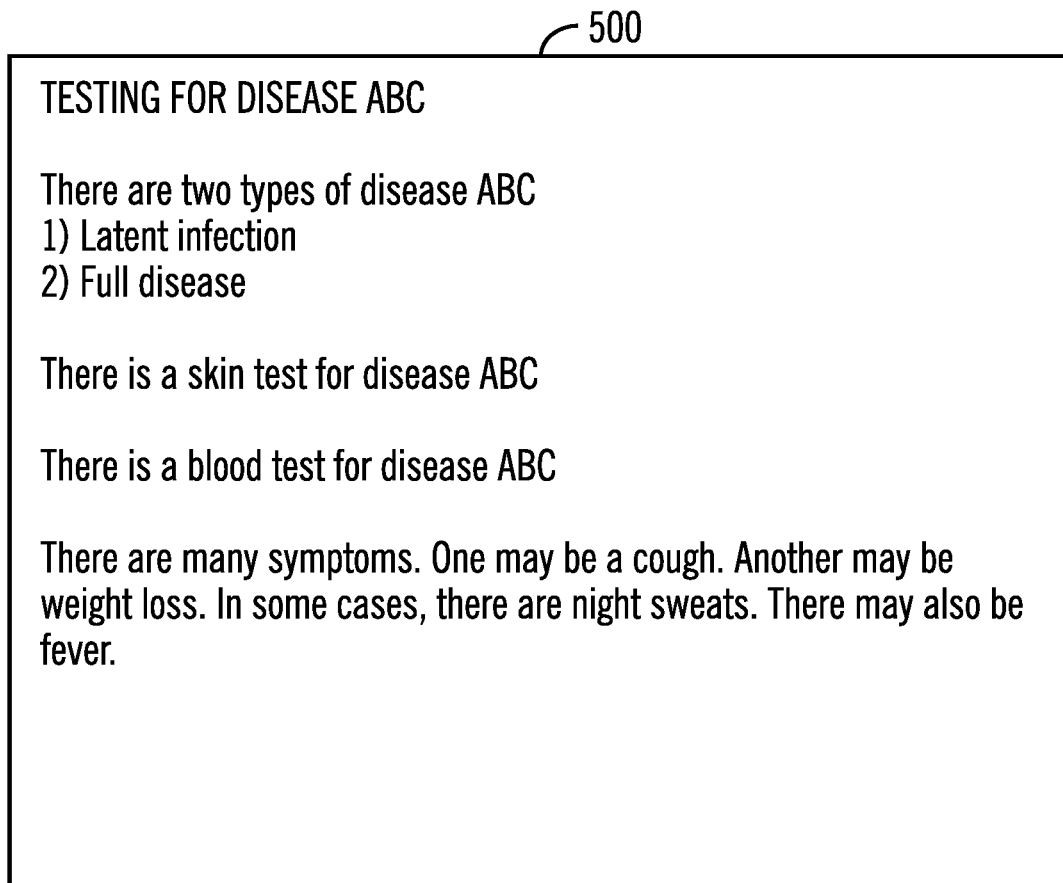 500
TESTING FOR DISEASE ABC
There are two types of disease ABC
1) Latent infection
2) Full disease
There is a skin test for disease ABC
There is a blood test for disease ABC
There are many symptoms. One may be a cough. Another may be
weight loss. In some cases, there are night sweats. There may also be
fever.